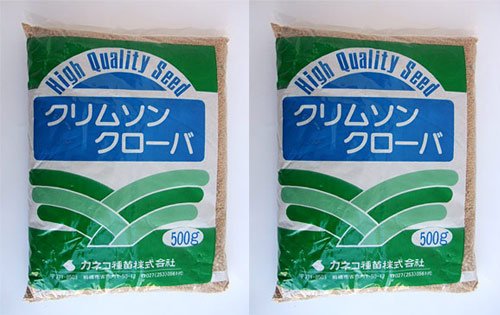 High Quality Seed
クリムソン
クローバ
500g
カネコ種苗株式会社
High Quality Seed
クリムソン
クローバ
500g
カネコ種苗株式会社